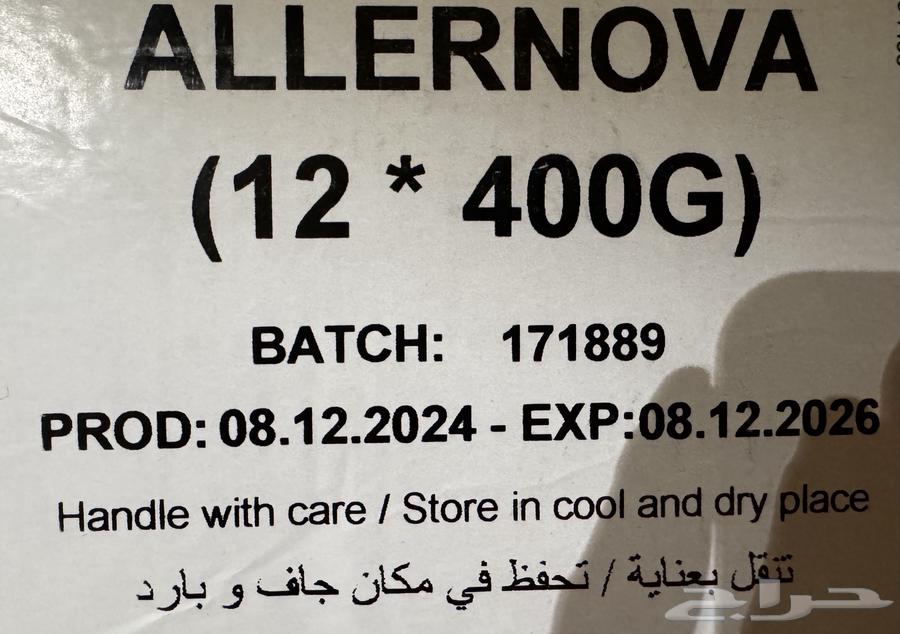 ALLERNOVA
(12 * 400G)
BATCH: 171889
PROD: 08.12.2024 - EXP:08.12.2026
Handle with care / Store in cool and dry place
تنقل بعناية / تحفظ في مكان جاف و بارد
حراج